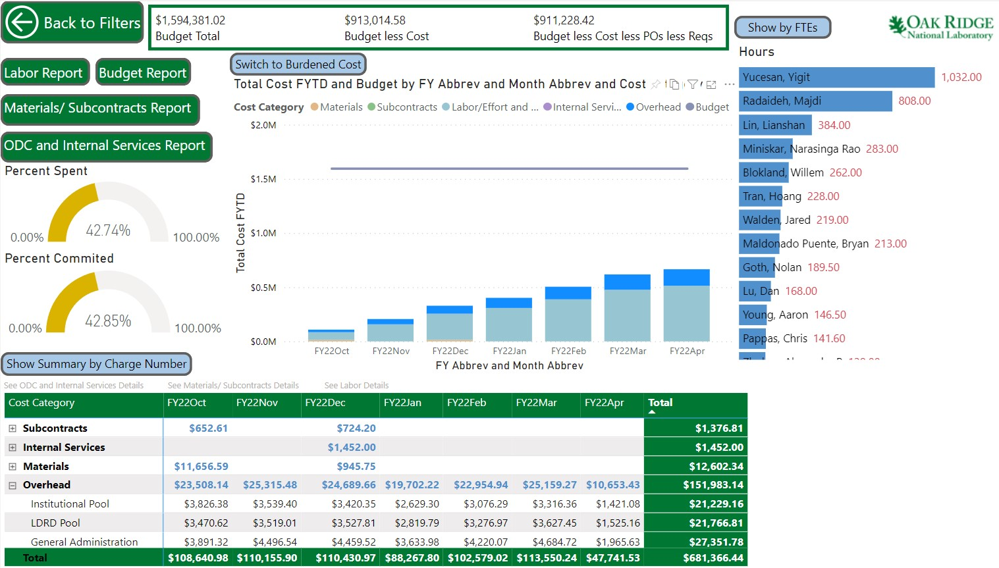 Back to Filters
$1,594,381.02 $913,014.58 $911,228.42
Budget Total Budget less Cost Budget less Cost less POs less Reqs
Show by FTEs
OAK RIDGE
National Laboratory
Labor Report Budget Report
Materials/ Subcontracts Report
ODC and Internal Services Report
Percent Spent
42.74%
0.00% 100.00%
Percent Commited
42.85%
0.00% 100.00%
Show Summary by Charge Number
Switch to Burdened Cost
Total Cost FYTD and Budget by FY Abbrev and Month Abbrev and Cost
Cost Category Materials Subcontracts Labor/Effort and ... Internal Servi... Overhead Budget
$2.0M
$1.5M
$1.0M
$0.5M
$0.0M
Total Cost FYTD
FY22Oct FY22Nov FY22Dec FY22Jan FY22Feb FY22Mar FY22Apr
FY Abbrev and Month Abbrev
Hours
Yucesan, Yigit 1,032.00
Radaideh, Majdi 808.00
Lin, Lianshan 384.00
Miniskar, Narasinga Rao 283.00
Blokland, Willem 262.00
Tran, Hoang 228.00
Walden, Jared 219.00
Maldonado Puente, Bryan 213.00
Goth, Nolan 189.50
Lu, Dan 168.00
Young, Aaron 146.50
Pappas, Chris 141.60
See ODC and Internal Services Details See Materials/ Subcontracts Details See Labor Details
Cost Category FY22Oct FY22Nov FY22Dec FY22Jan FY22Feb FY22Mar FY22Apr Total
Subcontracts $652.61 $724.20 $1,376.81
Internal Services $1,452.00 $1,452.00
Materials $11,656.59 $945.75 $12,602.34
Overhead $23,508.14 $25,315.48 $24,689.66 $19,702.22 $22,954.94 $25,159.27 $10,653.43 $151,983.14
Institutional Pool $3,826.38 $3,539.40 $3,420.35 $2,629.30 $3,076.29 $3,316.36 $1,421.08 $21,229.16
LDRD Pool $3,470.62 $3,519.01 $3,527.81 $2,819.79 $3,276.97 $3,627.45 $1,525.16 $21,766.81
General Administration $3,891.32 $4,496.54 $4,459.52 $3,633.98 $4,220.07 $4,684.72 $1,965.63 $27,351.78
Total $108,640.98 $110,155.90 $110,430.97 $88,267.80 $102,579.02 $113,550.24 $47,741.53 $681,366.44